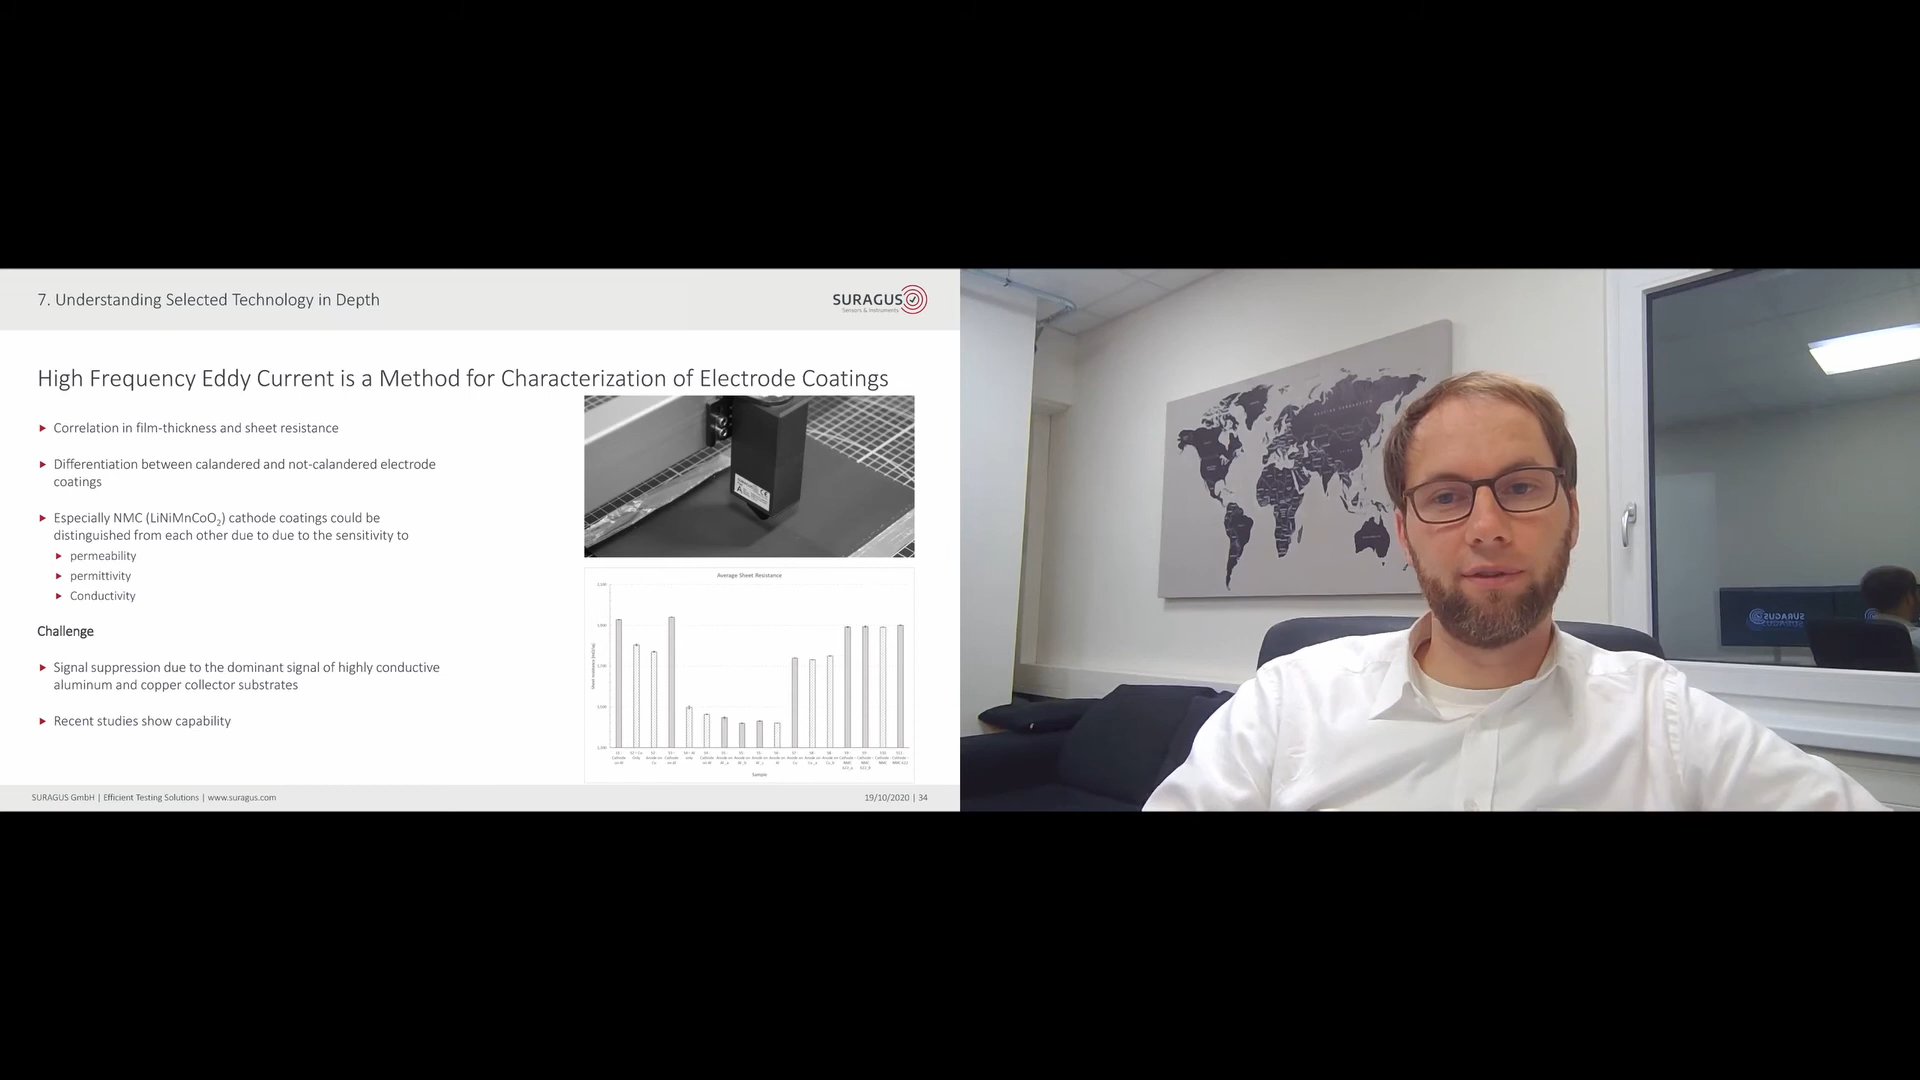 7. Understanding Selected Technology in Depth
SURAGUS
Sensors & Instruments
High Frequency Eddy Current is a Method for Characterization of Electrode Coatings
Correlation in film-thickness and sheet resistance
Differentiation between calandered and not-calandered electrode
coatings
Especially NMC (LiNiMnCoO₂) cathode coatings could be
distinguished from each other due to due to the sensitivity to
permeability
permittivity
Conductivity
Challenge
Signal suppression due to the dominant signal of highly conductive
aluminum and copper collector substrates
Recent studies show capability
Average Sheet Resistance
Sample
SURAGUS GmbH | Efficient Testing Solutions | www.suragus.com
19/10/2020 | 34
SURAGUS